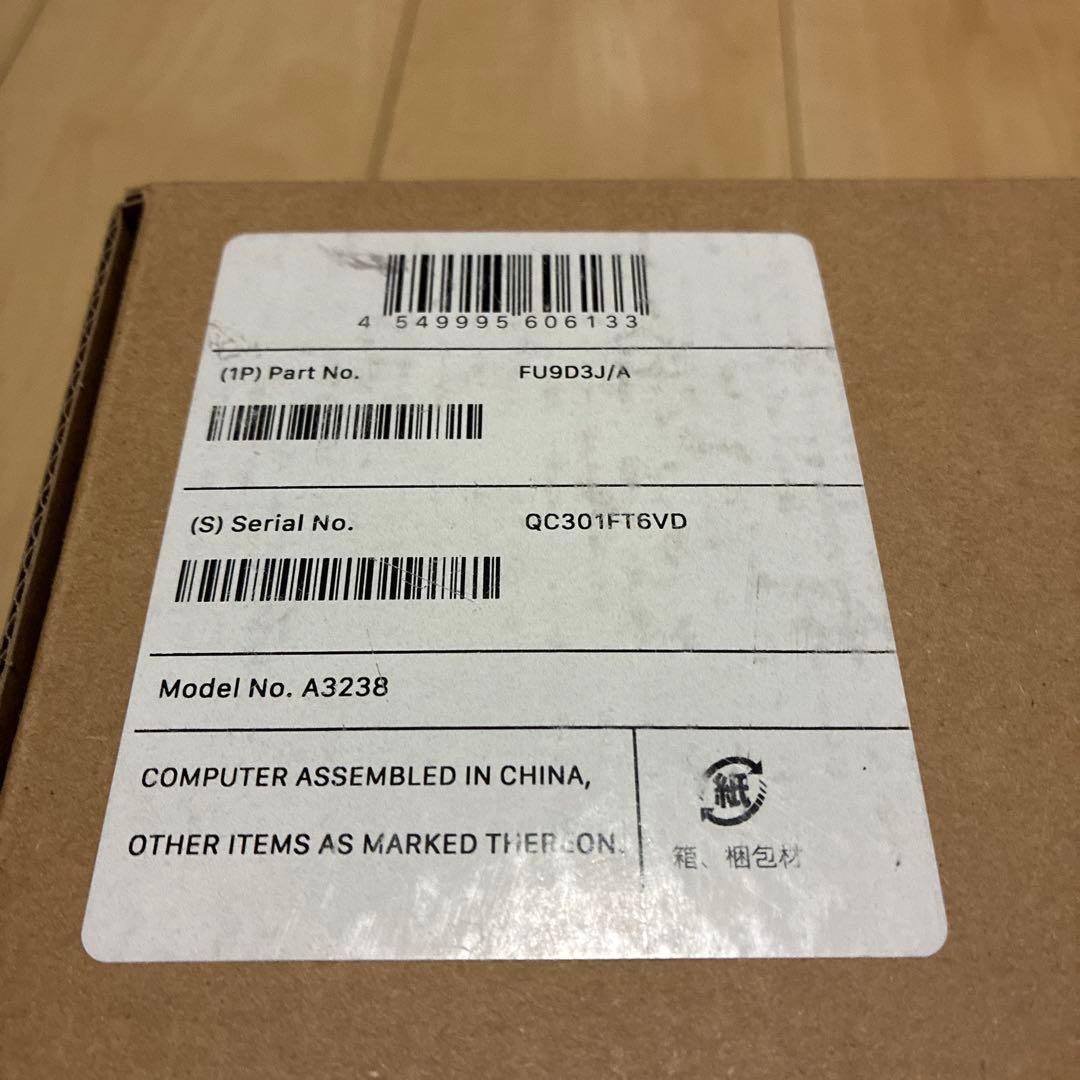 4 549995 606133
(1P) Part No. FU9D3J/A
(S) Serial No. QC301FT6VD
Model No. A3238
COMPUTER ASSEMBLED IN CHINA,
OTHER ITEMS AS MARKED THEREON.
紙
箱、梱包材